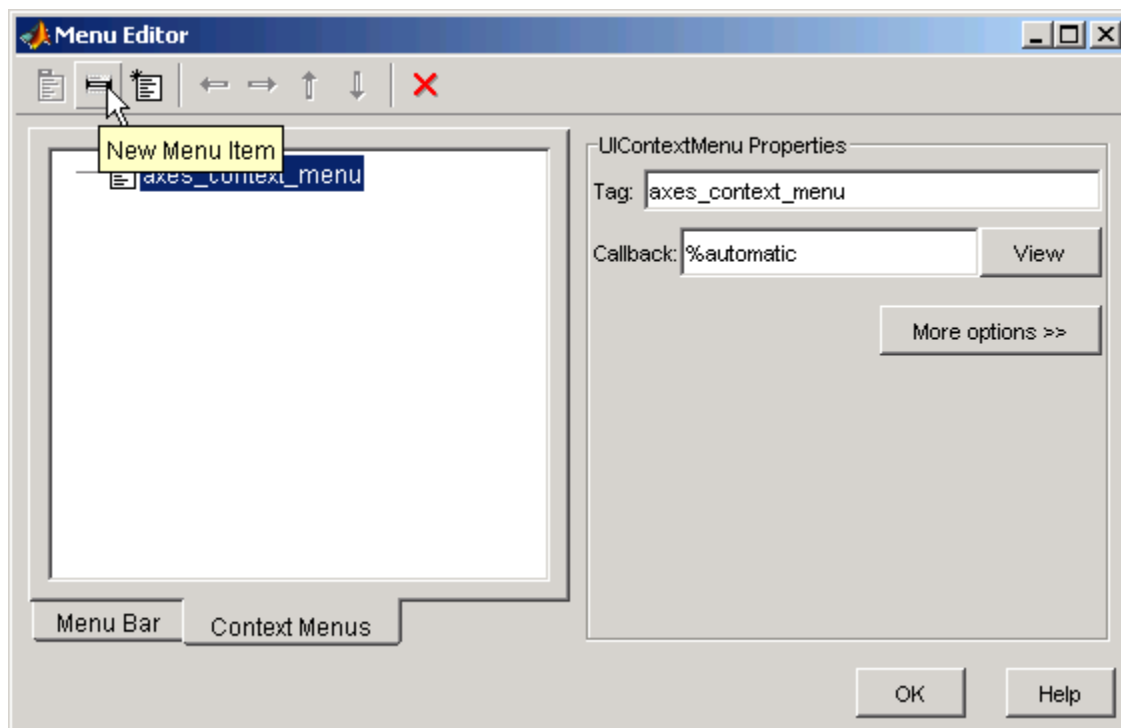 Menu Editor
New Menu Item
axes_context_menu
UIContextMenu Properties
Tag: axes_context_menu
Callback: %automatic View
More options >>
Menu Bar Context Menus
OK Help